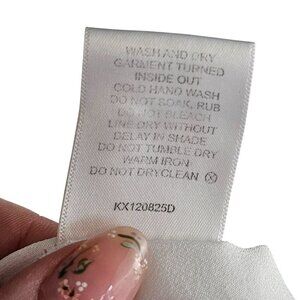 WASH AND DRY
GARMENT TURNED
INSIDE OUT
COLD HAND WASH
DO NOT SOAK, RUB
DO NOT BLEACH
LINE DRY WITHOUT
DELAY IN SHADE
DO NOT TUMBLE DRY
WARM IRON
DO NOT DRYCLEAN
KX120825D